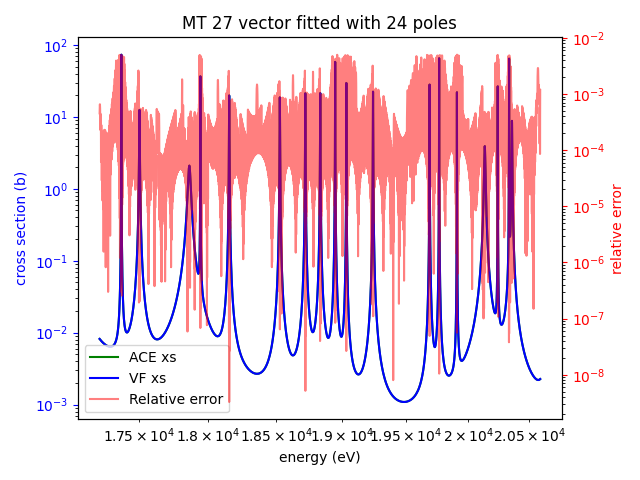 MT 27 vector fitted with 24 poles
cross section (b)
10²
10¹
10⁰
10⁻¹
10⁻²
10⁻³
10⁻²
10⁻³
10⁻⁴
10⁻⁵
10⁻⁶
10⁻⁷
10⁻⁸
relative error
ACE xs
VF xs
Relative error
1.75 × 10⁴ 1.8 × 10⁴ 1.85 × 10⁴ 1.9 × 10⁴ 1.95 × 10⁴ 2 × 10⁴ 2.05 × 10⁴
energy (eV)